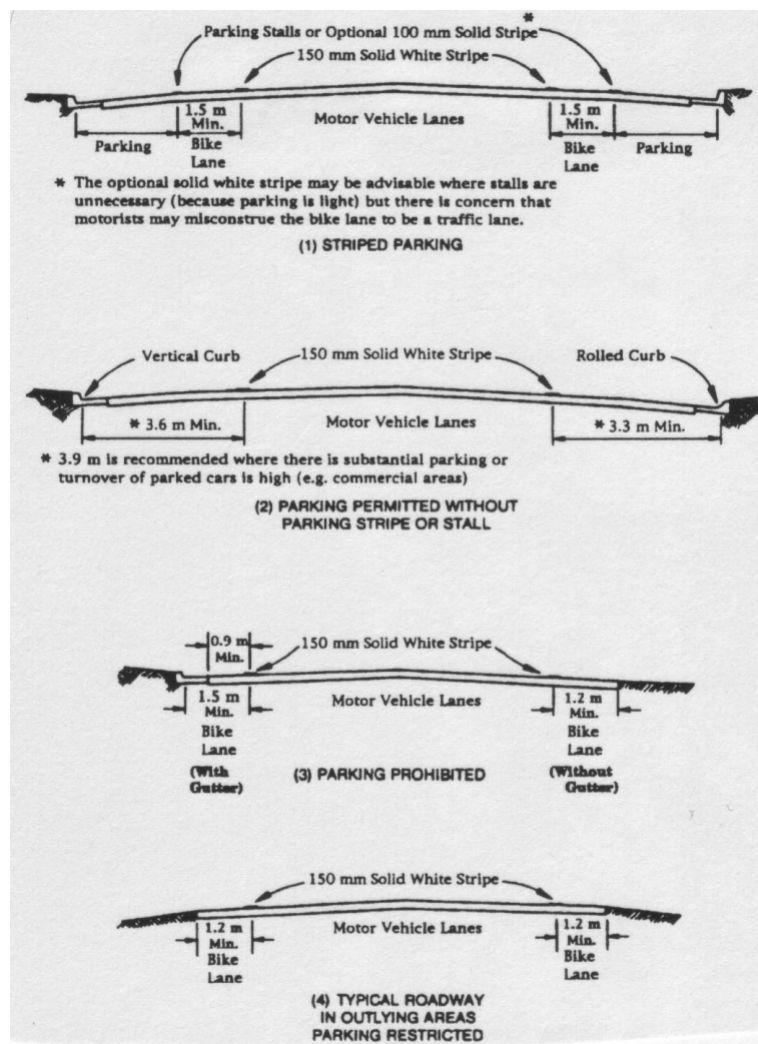 Parking Stalls or Optional 100 mm Solid Stripe*
150 mm Solid White Stripe
1.5 m
Min.
Bike
Lane
Parking
Motor Vehicle Lanes
1.5 m
Min.
Bike
Lane
Parking
* The optional solid white stripe may be advisable where stalls are
unnecessary (because parking is light) but there is concern that
motorists may misconstrue the bike lane to be a traffic lane.
(1) STRIPED PARKING
Vertical Curb
150 mm Solid White Stripe
Rolled Curb
* 3.6 m Min.
Motor Vehicle Lanes
* 3.3 m Min.
* 3.9 m is recommended where there is substantial parking or
turnover of parked cars is high (e.g. commercial areas)
(2) PARKING PERMITTED WITHOUT
PARKING STRIPE OR STALL
0.9 m
Min.
150 mm Solid White Stripe
1.5 m
Min.
Bike
Lane
(With
Gutter)
Motor Vehicle Lanes
1.2 m
Min.
Bike
Lane
(Without
Gutter)
(3) PARKING PROHIBITED
150 mm Solid White Stripe
1.2 m
Min.
Bike
Lane
Motor Vehicle Lanes
1.2 m
Min.
Bike
Lane
(4) TYPICAL ROADWAY
IN OUTLYING AREAS
PARKING RESTRICTED